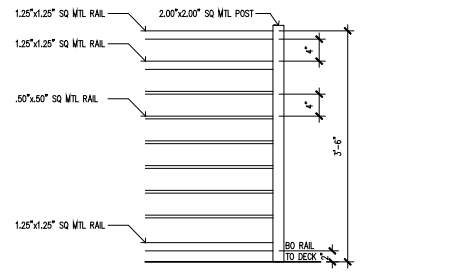 1.25"x1.25" SQ MTL RAIL
2.00"x2.00" SQ MTL POST
1.25"x1.25" SQ MTL RAIL
4"
.50"x.50" SQ MTL RAIL
4"
3'-6"
1.25"x1.25" SQ MTL RAIL
BO RAIL
TO DECK 2"